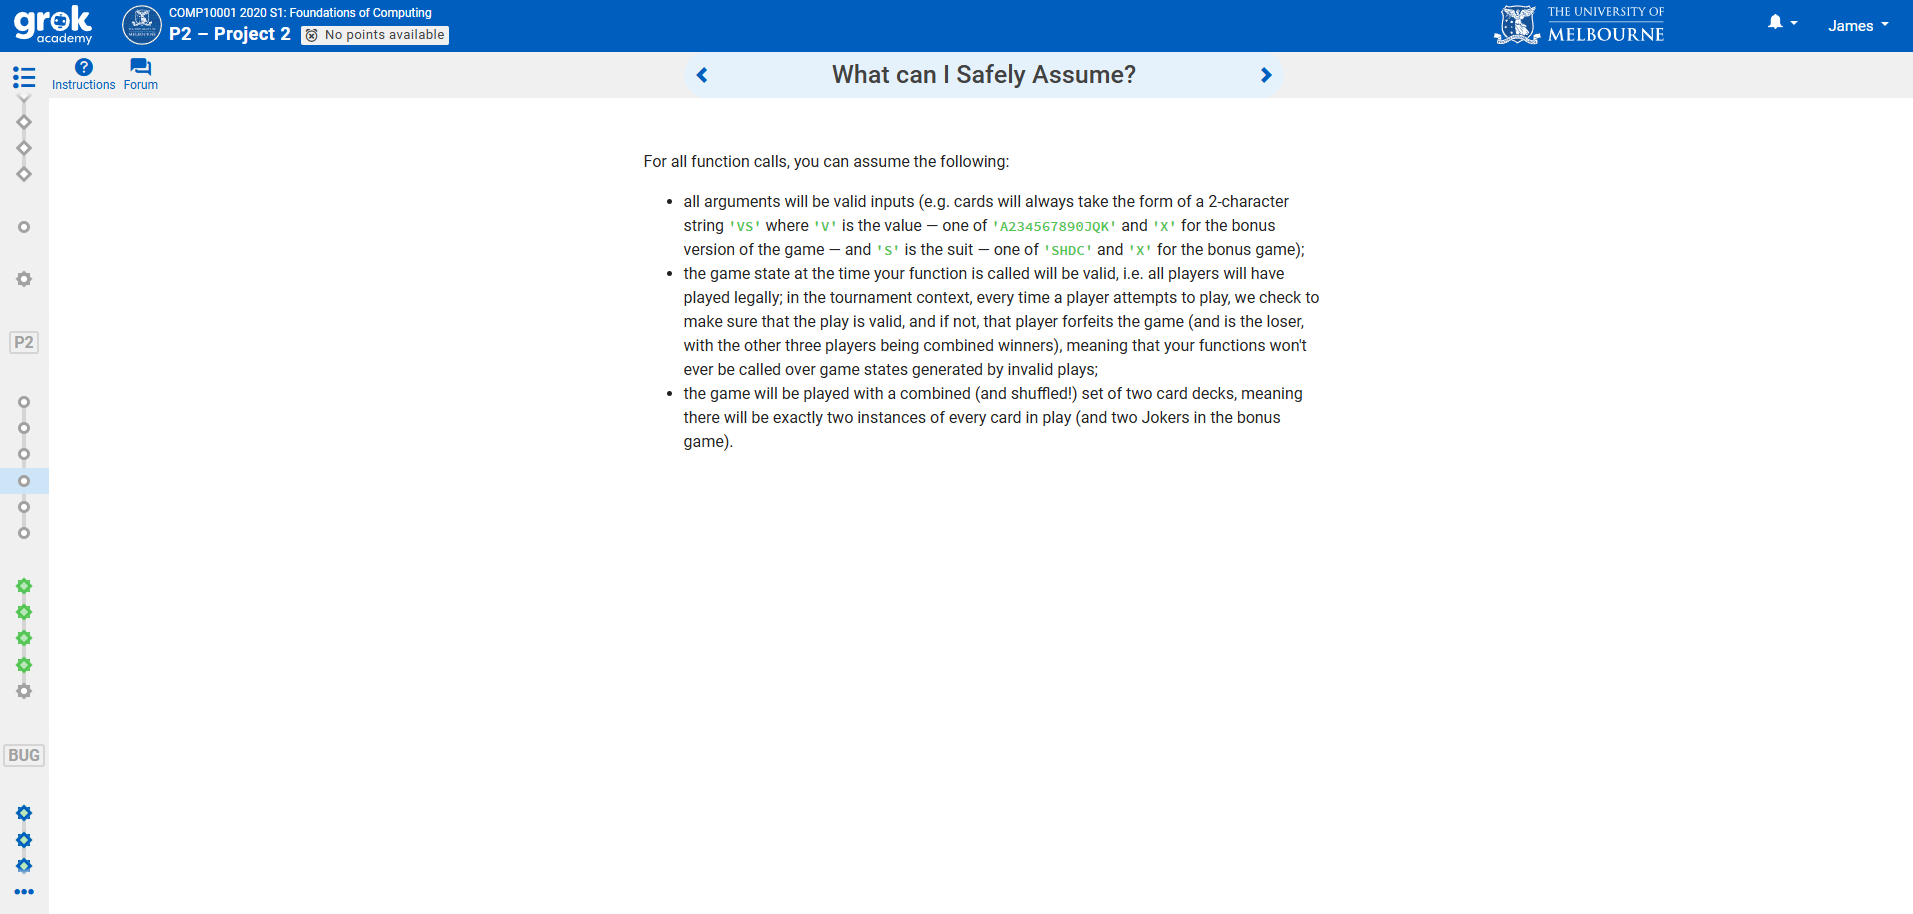 grok
academy
COMP10001 2020 S1: Foundations of Computing
P2 – Project 2
No points available
THE UNIVERSITY OF
MELBOURNE
James
Instructions
Forum
What can I Safely Assume?
For all function calls, you can assume the following:
• all arguments will be valid inputs (e.g. cards will always take the form of a 2-character
string 'VS' where 'V' is the value — one of 'A234567890JQK' and 'X' for the bonus
version of the game — and 'S' is the suit — one of 'SHDC' and 'X' for the bonus game);
• the game state at the time your function is called will be valid, i.e. all players will have
played legally; in the tournament context, every time a player attempts to play, we check to
make sure that the play is valid, and if not, that player forfeits the game (and is the loser,
with the other three players being combined winners), meaning that your functions won't
ever be called over game states generated by invalid plays;
• the game will be played with a combined (and shuffled!) set of two card decks, meaning
there will be exactly two instances of every card in play (and two Jokers in the bonus
game).
P2
BUG